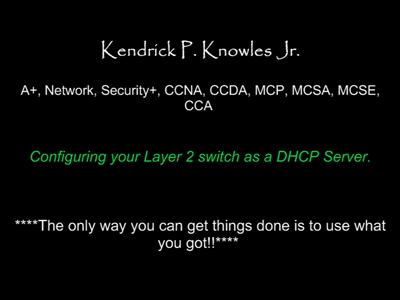 Kendrick P. Knowles Jr.
A+, Network, Security+, CCNA, CCDA, MCP, MCSA, MCSE,
CCA
Configuring your Layer 2 switch as a DHCP Server.
****The only way you can get things done is to use what
you got!!****